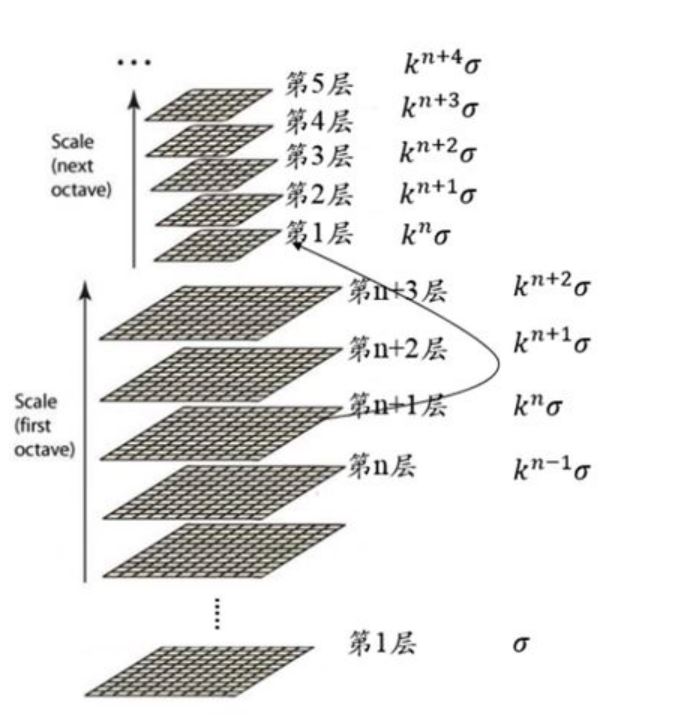 ...
第5层 k^{n+4}σ
第4层 k^{n+3}σ
Scale
(next
octave)
第3层 k^{n+2}σ
第2层 k^{n+1}σ
第1层 k^nσ
第n+3层 k^{n+2}σ
第n+2层 k^{n+1}σ
Scale
(first
octave)
第n+1层 k^nσ
第n层 k^{n-1}σ
第1层 σ